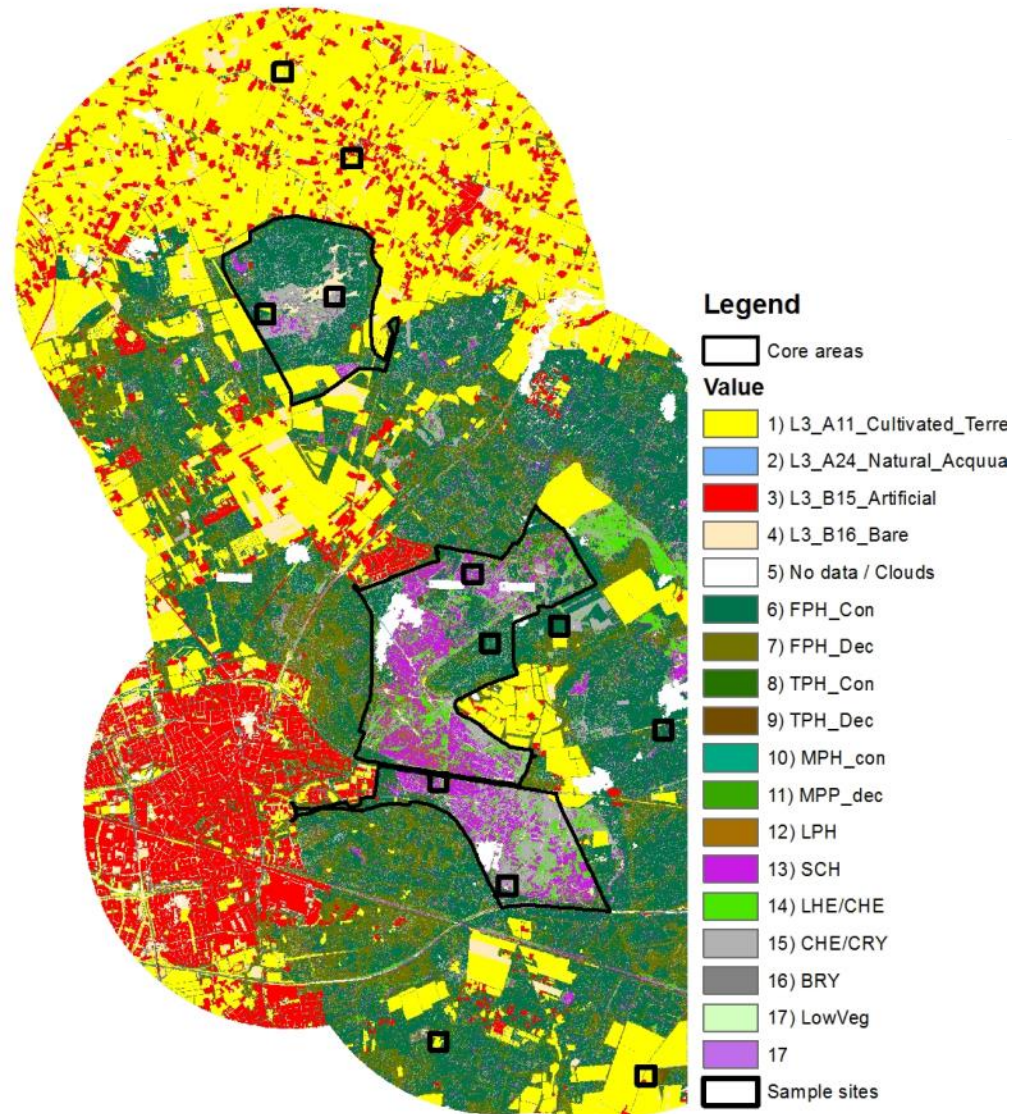 Legend
Core areas
Value
1) L3_A11_Cultivated_Terre
2) L3_A24_Natural_Acquua
3) L3_B15_Artificial
4) L3_B16_Bare
5) No data / Clouds
6) FPH_Con
7) FPH_Dec
8) TPH_Con
9) TPH_Dec
10) MPH_con
11) MPP_dec
12) LPH
13) SCH
14) LHE/CHE
15) CHE/CRY
16) BRY
17) LowVeg
17
Sample sites